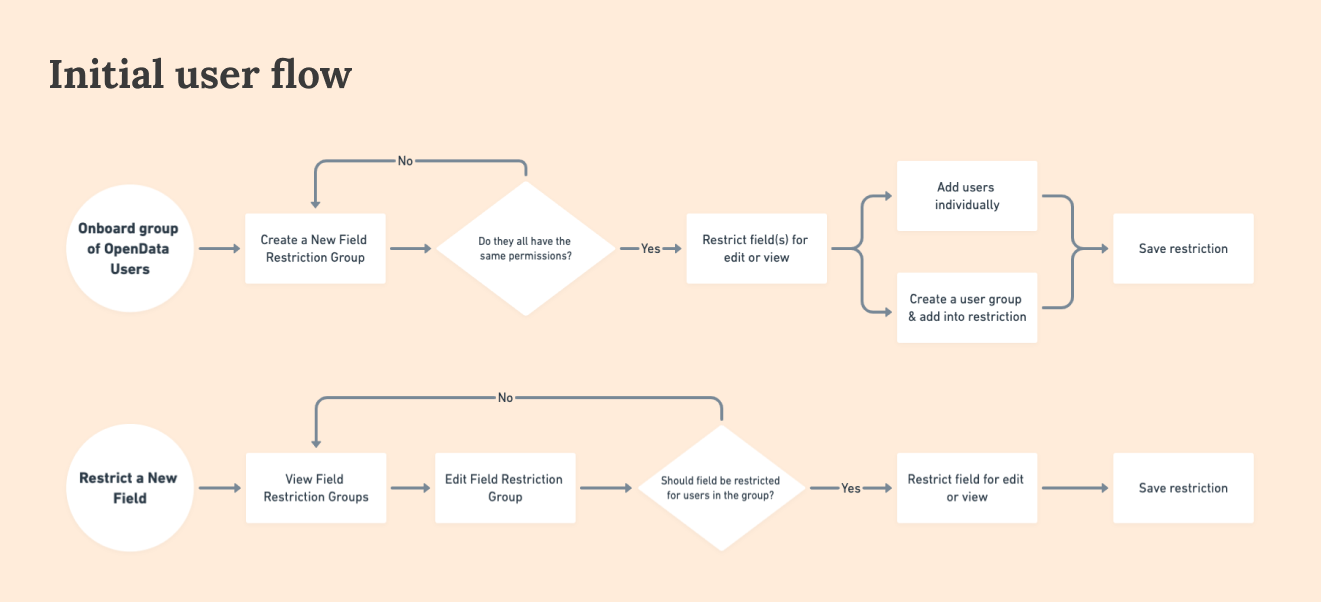 Initial user flow
No
Onboard group
of OpenData
Users
Create a New Field
Restriction Group
Do they all have the
same permissions?
Yes
Restrict field(s) for
edit or view
Add users
individually
Create a user group
& add into restriction
Save restriction
No
Restrict a New
Field
View Field
Restriction Groups
Edit Field Restriction
Group
Should field be restricted
for users in the group?
Yes
Restrict field for edit
or view
Save restriction